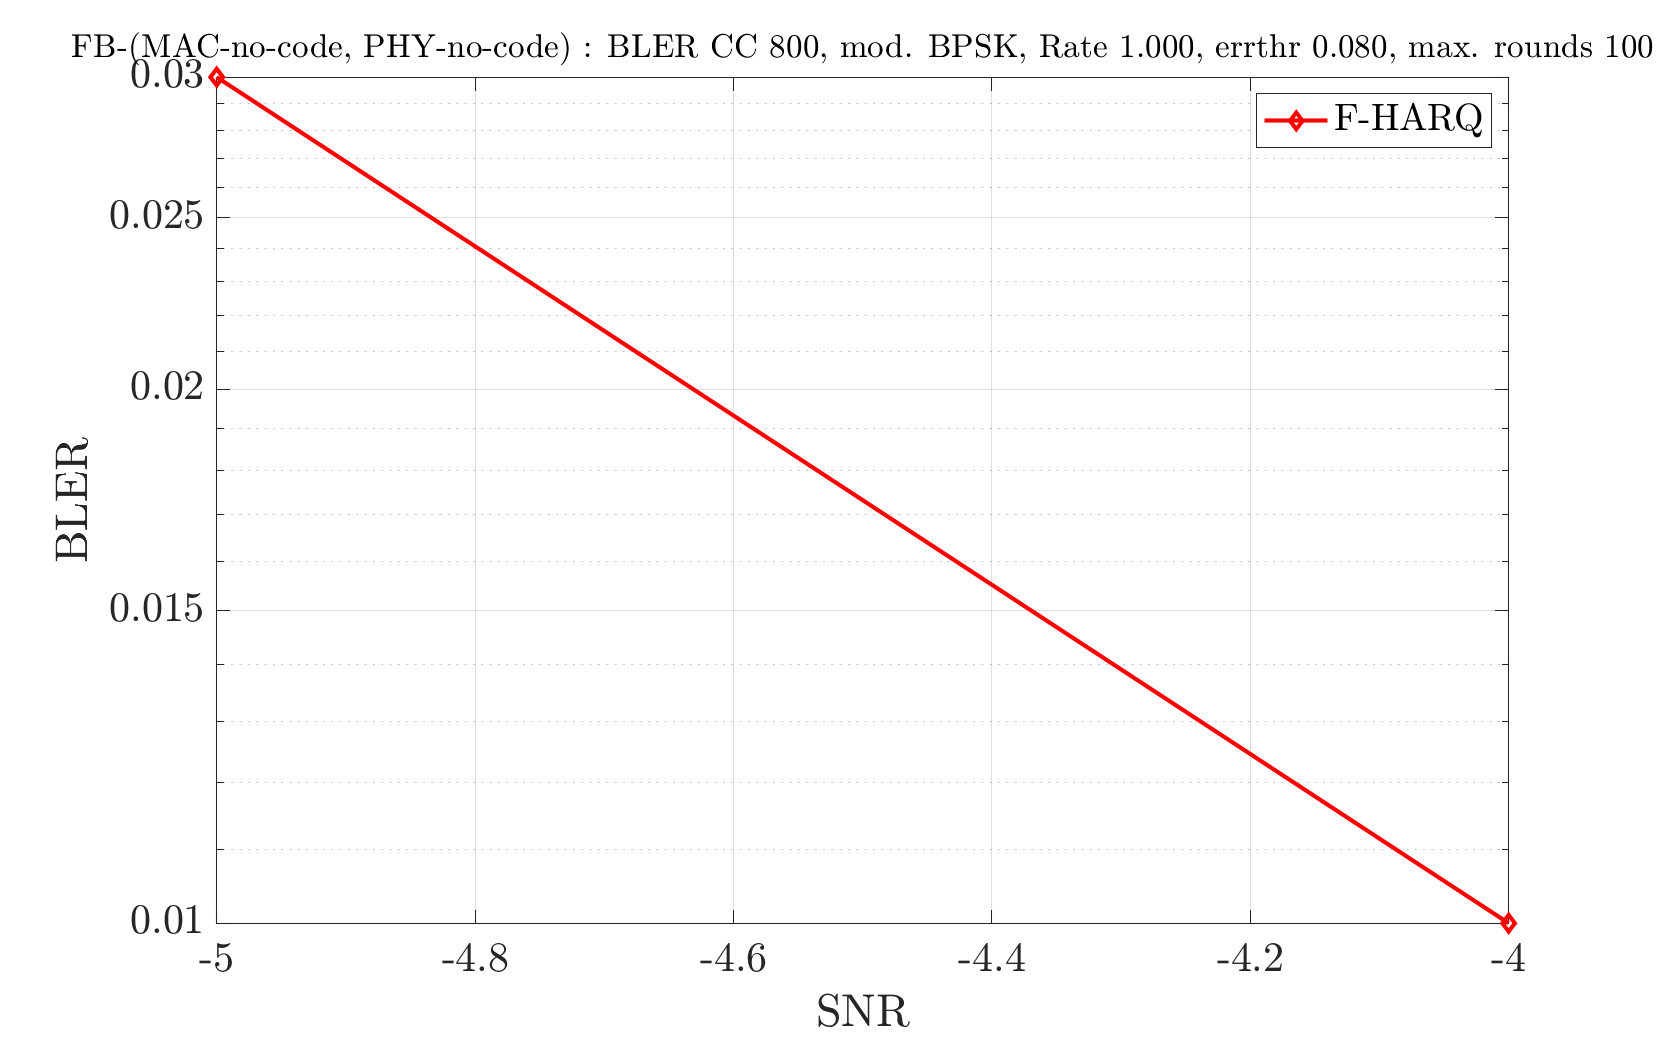 FB-(MAC-no-code, PHY-no-code) : BLER CC 800, mod. BPSK, Rate 1.000, errthr 0.080, max. rounds 100
0.03
F-HARQ
0.025
0.02
BLER
0.015
0.01
-5 -4.8 -4.6 -4.4 -4.2 -4
SNR